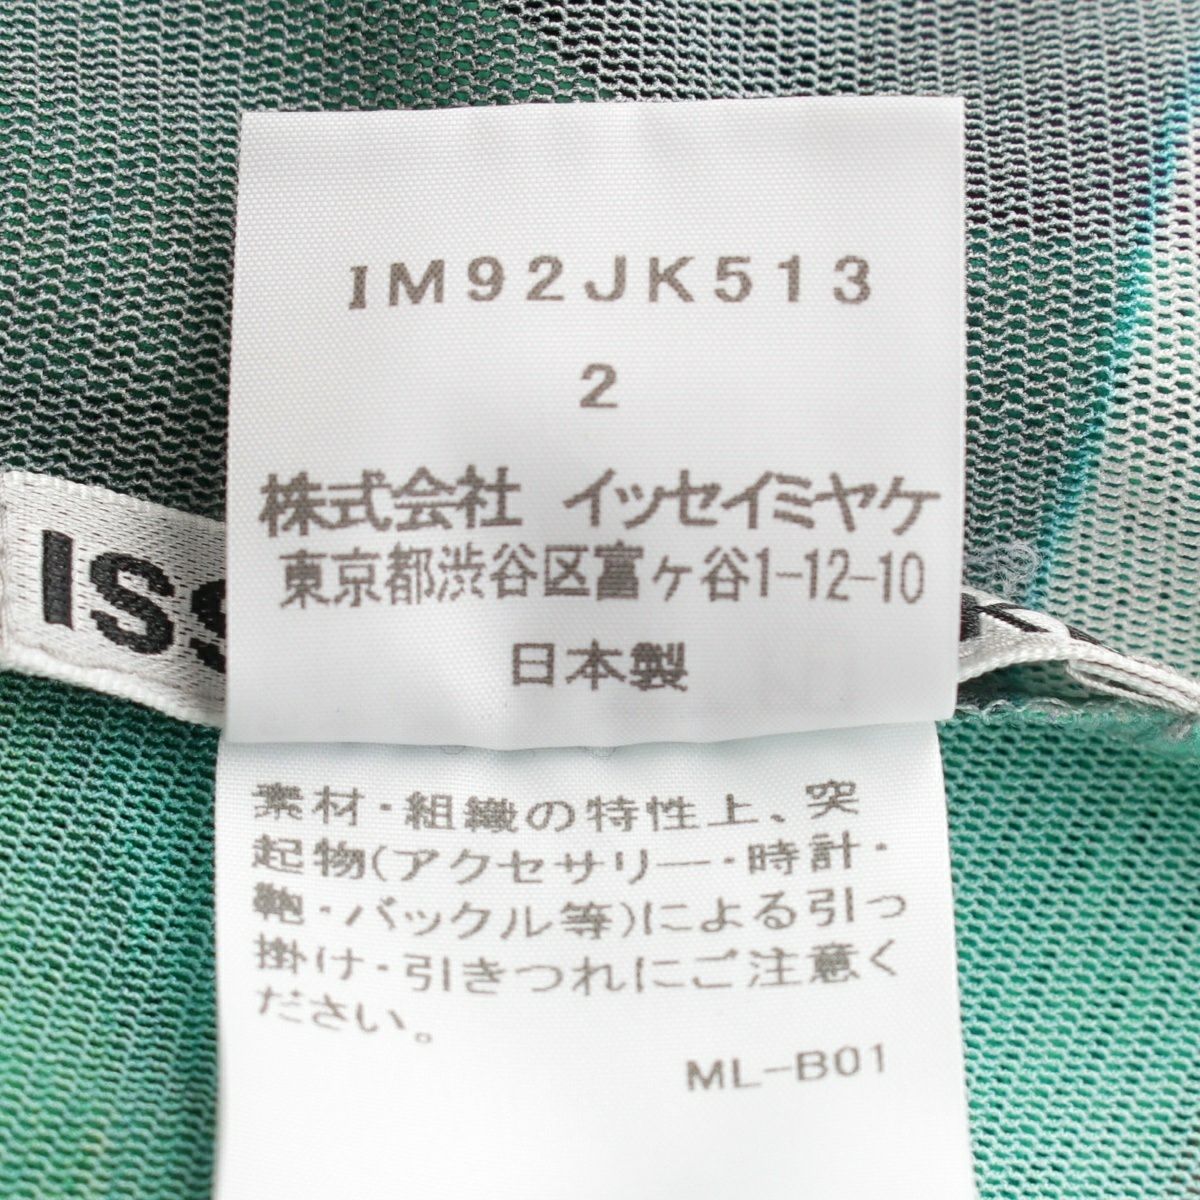 IM92JK513
2
株式会社 イッセイミヤケ
東京都渋谷区富ヶ谷1-12-10
日本製
ISS
素材・組織の特性上、突
起物(アクセサリー・時計・
鞄・バックル等)による引っ
掛け・引きつれにご注意く
ださい。
ML-B01